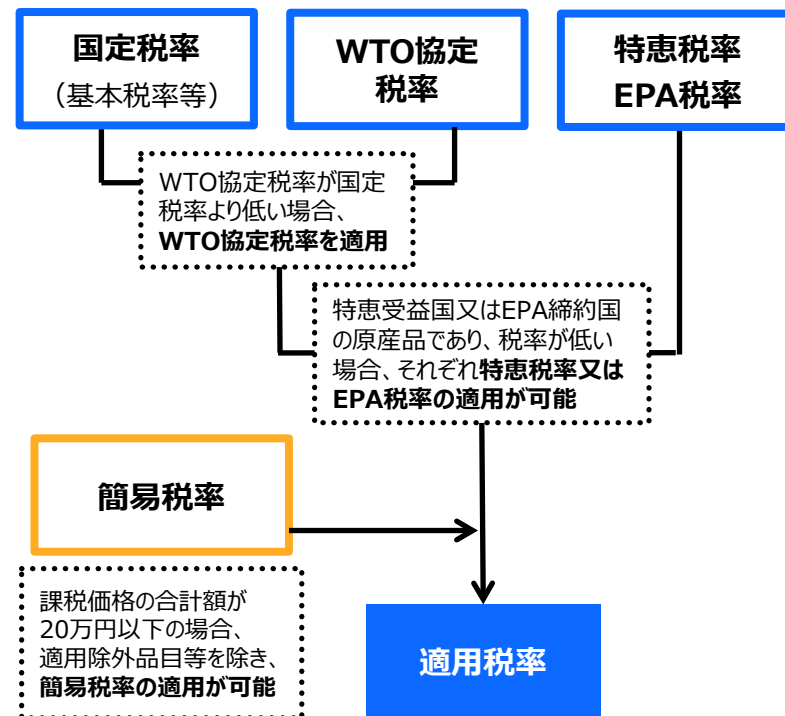 国定税率
（基本税率等）
WTO協定
税率
特恵税率
EPA税率
WTO協定税率が国定
税率より低い場合、
WTO協定税率を適用
特恵受益国又はEPA締約国
の原産品であり、税率が低い
場合、それぞれ特恵税率又は
EPA税率の適用が可能
簡易税率
課税価格の合計額が
20万円以下の場合、
適用除外品目等を除き、
簡易税率の適用が可能
適用税率